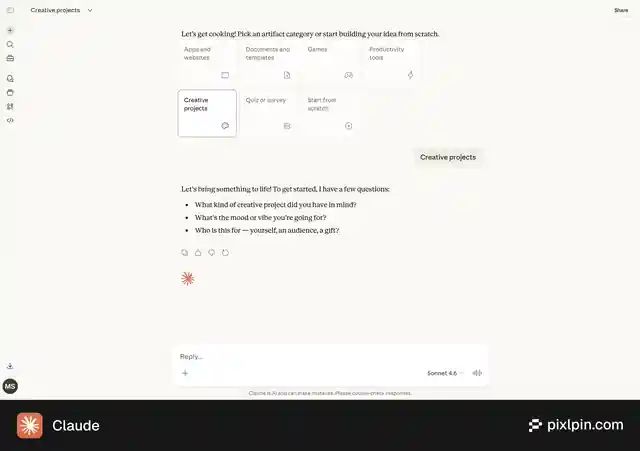 Creative projects
Share
Let's get cooking! Pick an artifact category or start building your idea from scratch.
Apps and websites
Documents and templates
Games
Productivity tools
Creative projects
Quiz or survey
Start from scratch
Creative projects
Let's bring something to life! To get started, I have a few questions:
What kind of creative project did you have in mind?
What's the mood or vibe you're going for?
Who is this for — yourself, an audience, a gift?
Reply...
Sonnet 4.6
MS
Claude is AI and can make mistakes. Please double-check responses.
Claude
pixlpin.com